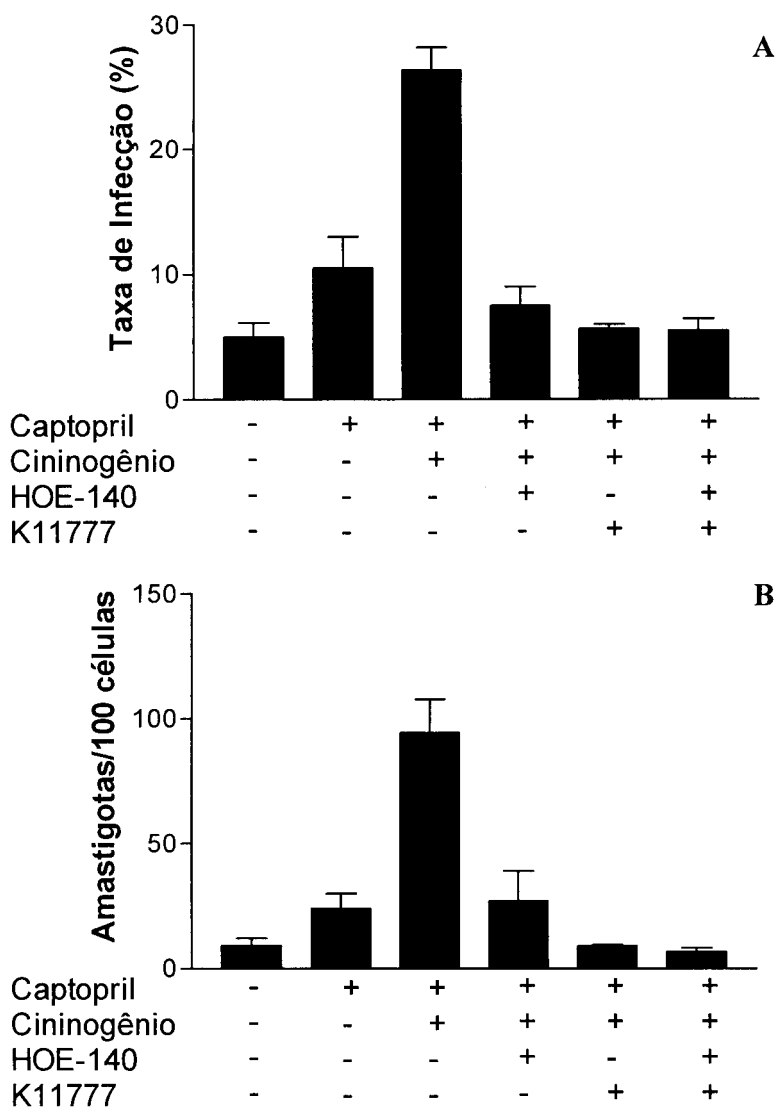 A
Taxa de Infecção (%)
30
20
10
0
Captopril - + + + + +
Cininogênio - - + + + +
HOE-140 - - - + - +
K11777 - - - - + +
B
Amastigotas/100 células
150
100
50
0
Captopril - + + + + +
Cininogênio - - + + + +
HOE-140 - - - + - +
K11777 - - - - + +